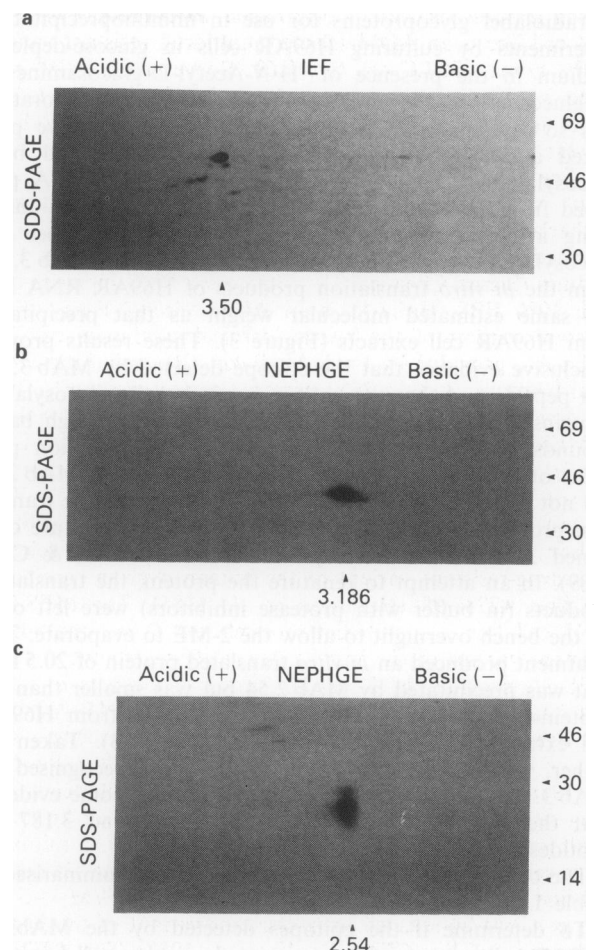 a
Acidic (+) IEF Basic (−)
SDS-PAGE
69
46
30
3.50
b
Acidic (+) NEPHGE Basic (−)
SDS-PAGE
69
46
30
3.186
c
Acidic (+) NEPHGE Basic (−)
SDS-PAGE
46
30
14
2.54